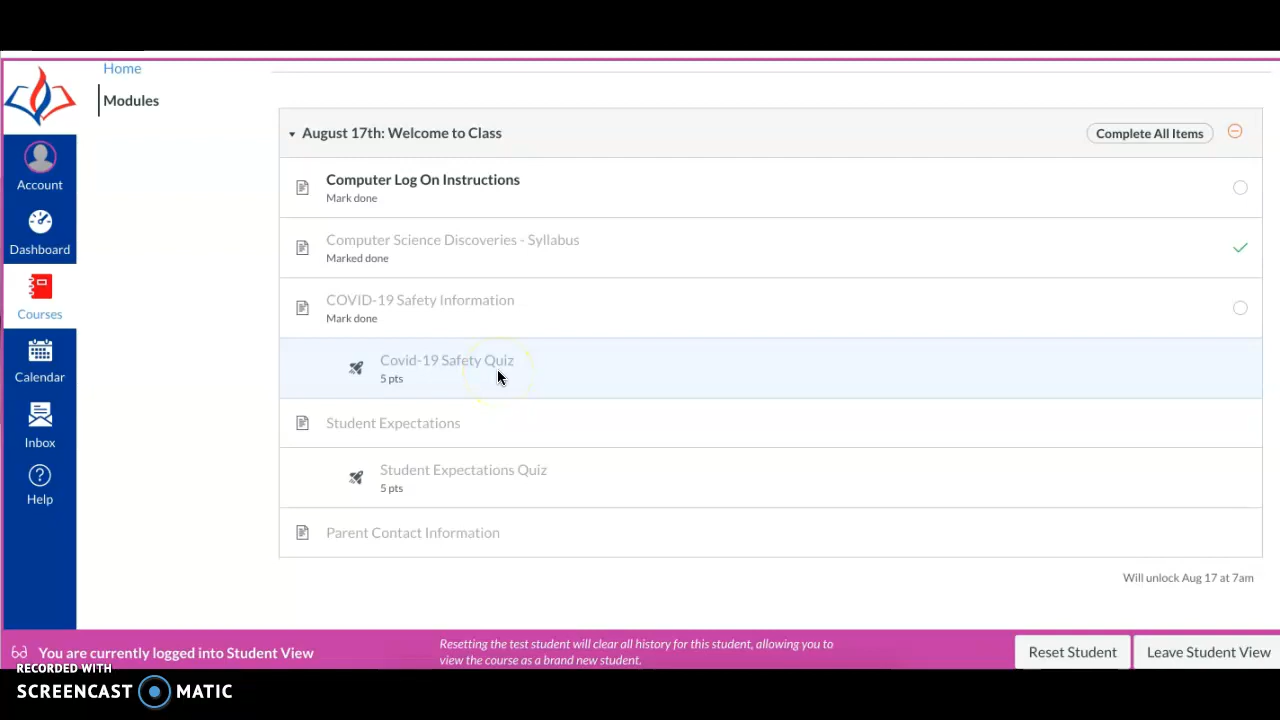 Home
Modules
Account
Dashboard
Courses
Calendar
Inbox
Help
August 17th: Welcome to Class
Complete All Items
Computer Log On Instructions
Mark done
Computer Science Discoveries - Syllabus
Marked done
COVID-19 Safety Information
Mark done
Covid-19 Safety Quiz
5 pts
Student Expectations
Student Expectations Quiz
5 pts
Parent Contact Information
Will unlock Aug 17 at 7am
You are currently logged into Student View
Resetting the test student will clear all history for this student, allowing you to
view the course as a brand new student.
Reset Student
Leave Student View
RECORDED WITH
SCREENCAST MATIC